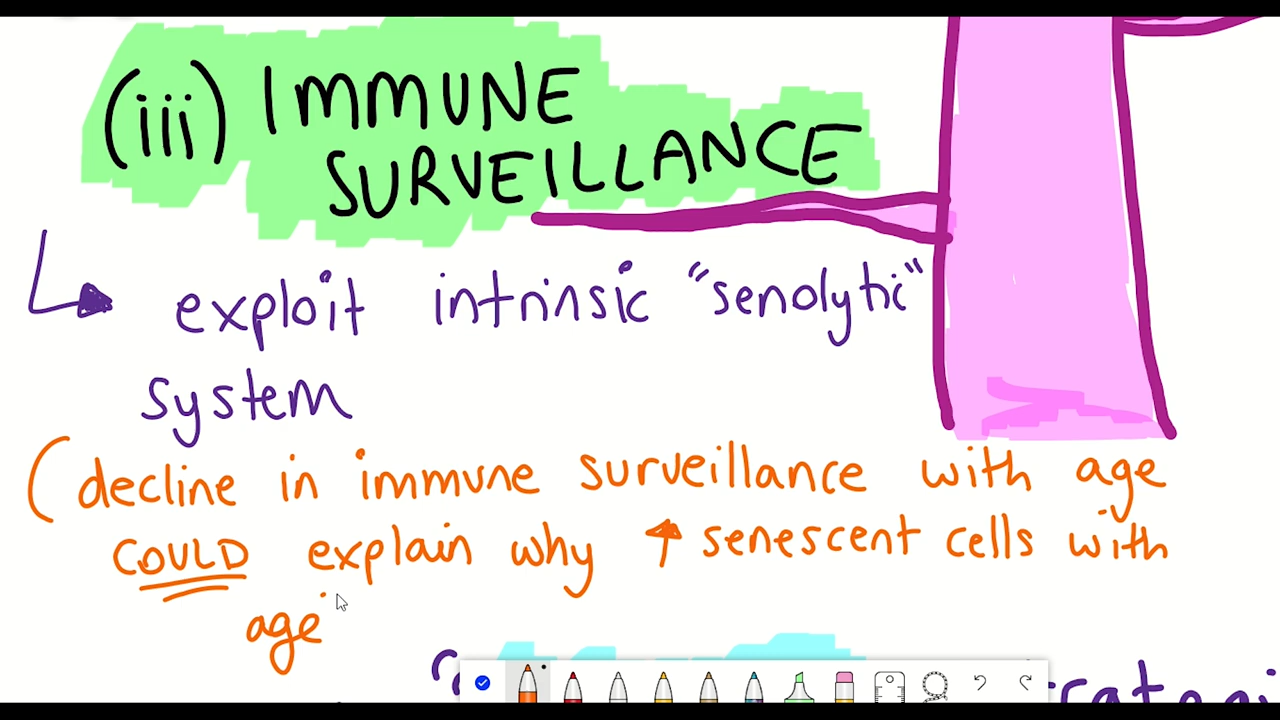 (iii) IMMUNE
SURVEILLANCE
exploit intrinsic "senolytic"
system
(decline in immune surveillance with age
COULD explain why ↑ senescent cells with
age